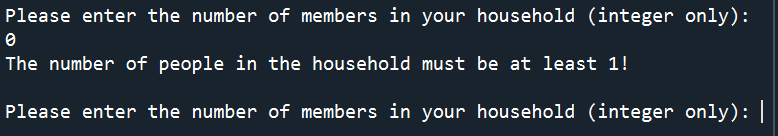 Please enter the number of members in your household (integer only):
0
The number of people in the household must be at least 1!
Please enter the number of members in your household (integer only):